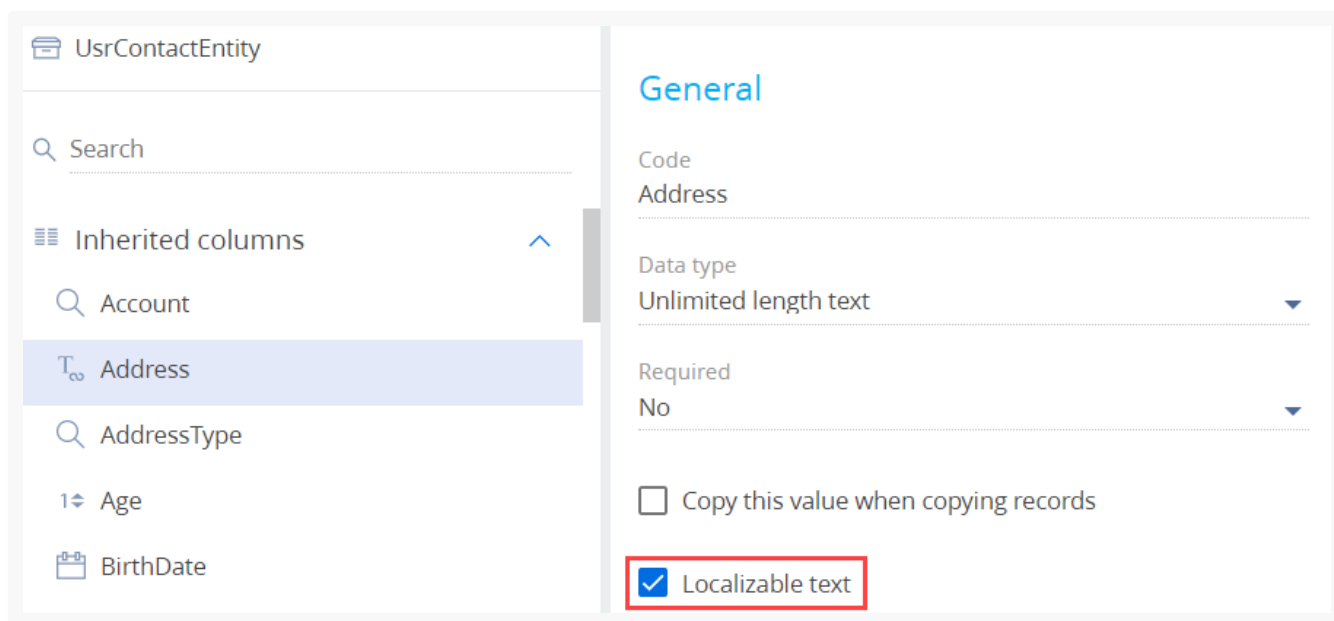 UsrContactEntity
Search
Inherited columns
Account
Address
AddressType
1 Age
BirthDate
General
Code
Address
Data type
Unlimited length text
Required
No
Copy this value when copying records
Localizable text